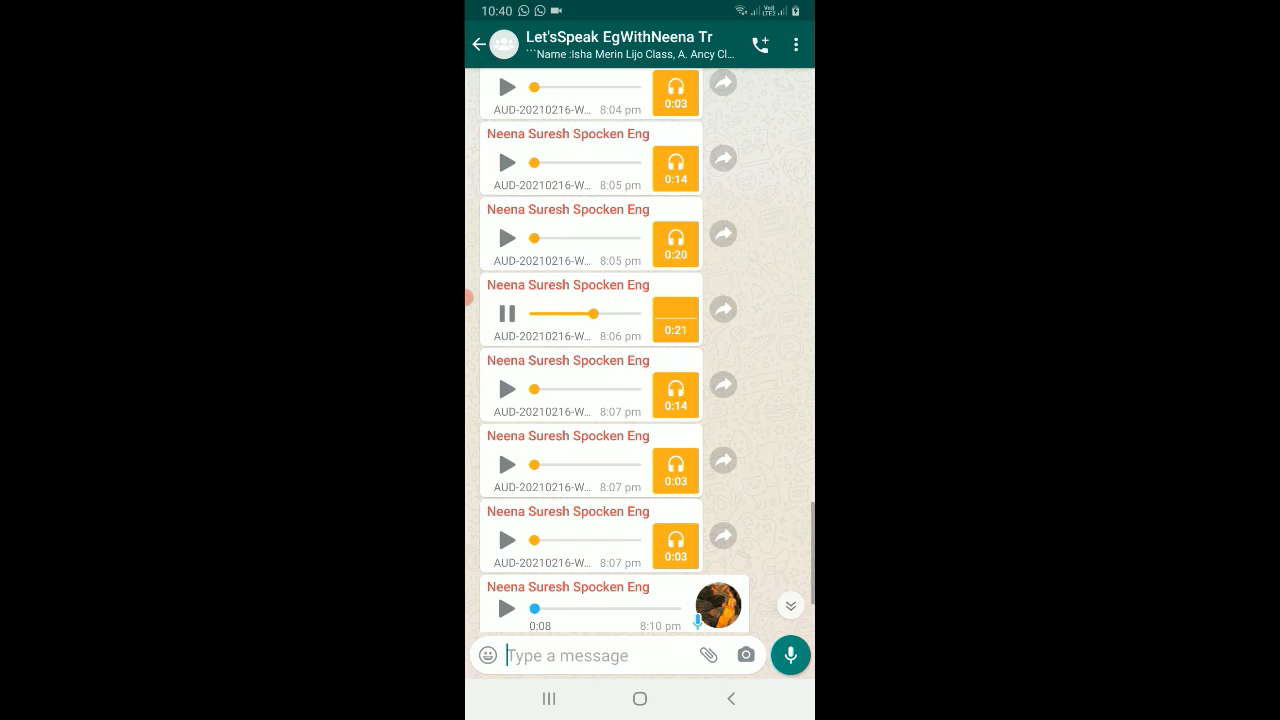 10:40
Let'sSpeak EgWithNeena Tr
```Name :Isha Merin Lijo Class, A. Ancy Cl...
AUD-20210216-W... 8:04 pm 0:03
Neena Suresh Spocken Eng
AUD-20210216-W... 8:05 pm 0:14
Neena Suresh Spocken Eng
AUD-20210216-W... 8:05 pm 0:20
Neena Suresh Spocken Eng
AUD-20210216-W... 8:06 pm 0:21
Neena Suresh Spocken Eng
AUD-20210216-W... 8:07 pm 0:14
Neena Suresh Spocken Eng
AUD-20210216-W... 8:07 pm 0:03
Neena Suresh Spocken Eng
AUD-20210216-W... 8:07 pm 0:03
Neena Suresh Spocken Eng
0:08 8:10 pm
Type a message